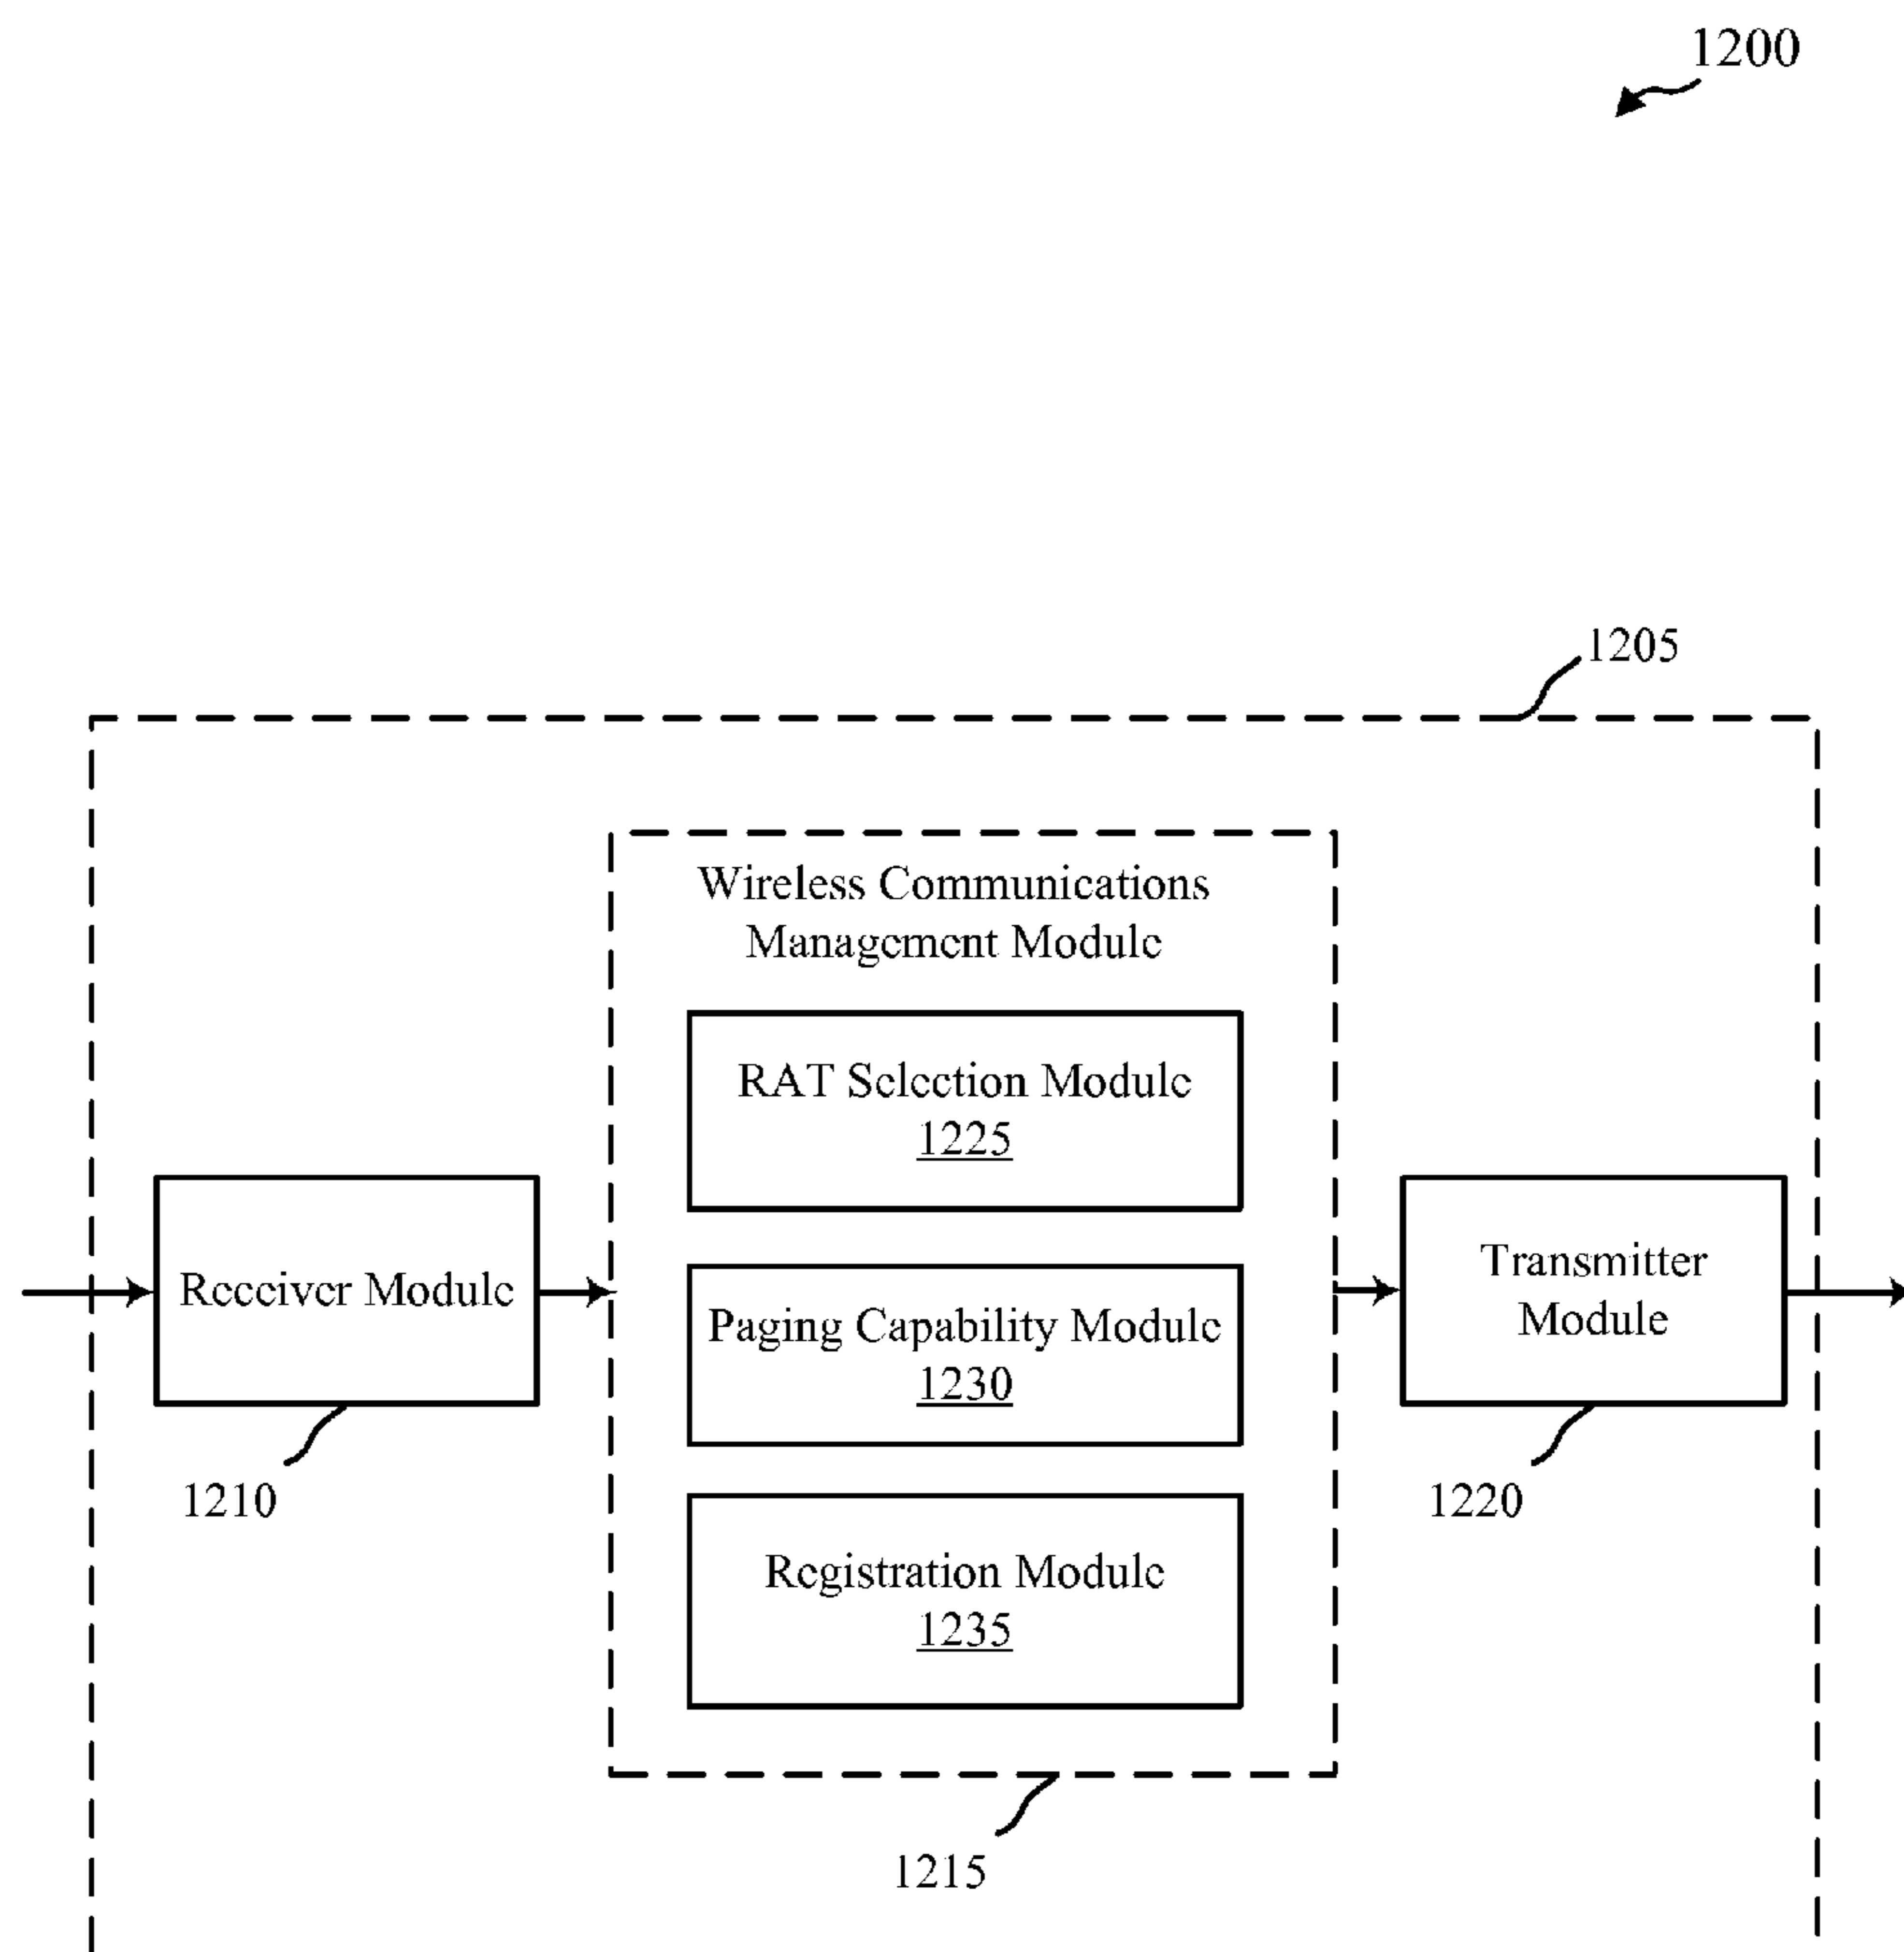 1200
1205
Wireless Communications
Management Module
RAT Selection Module
1225
Receiver Module
Paging Capability Module
1230
Transmitter
Module
1210
1220
Registration Module
1235
1215